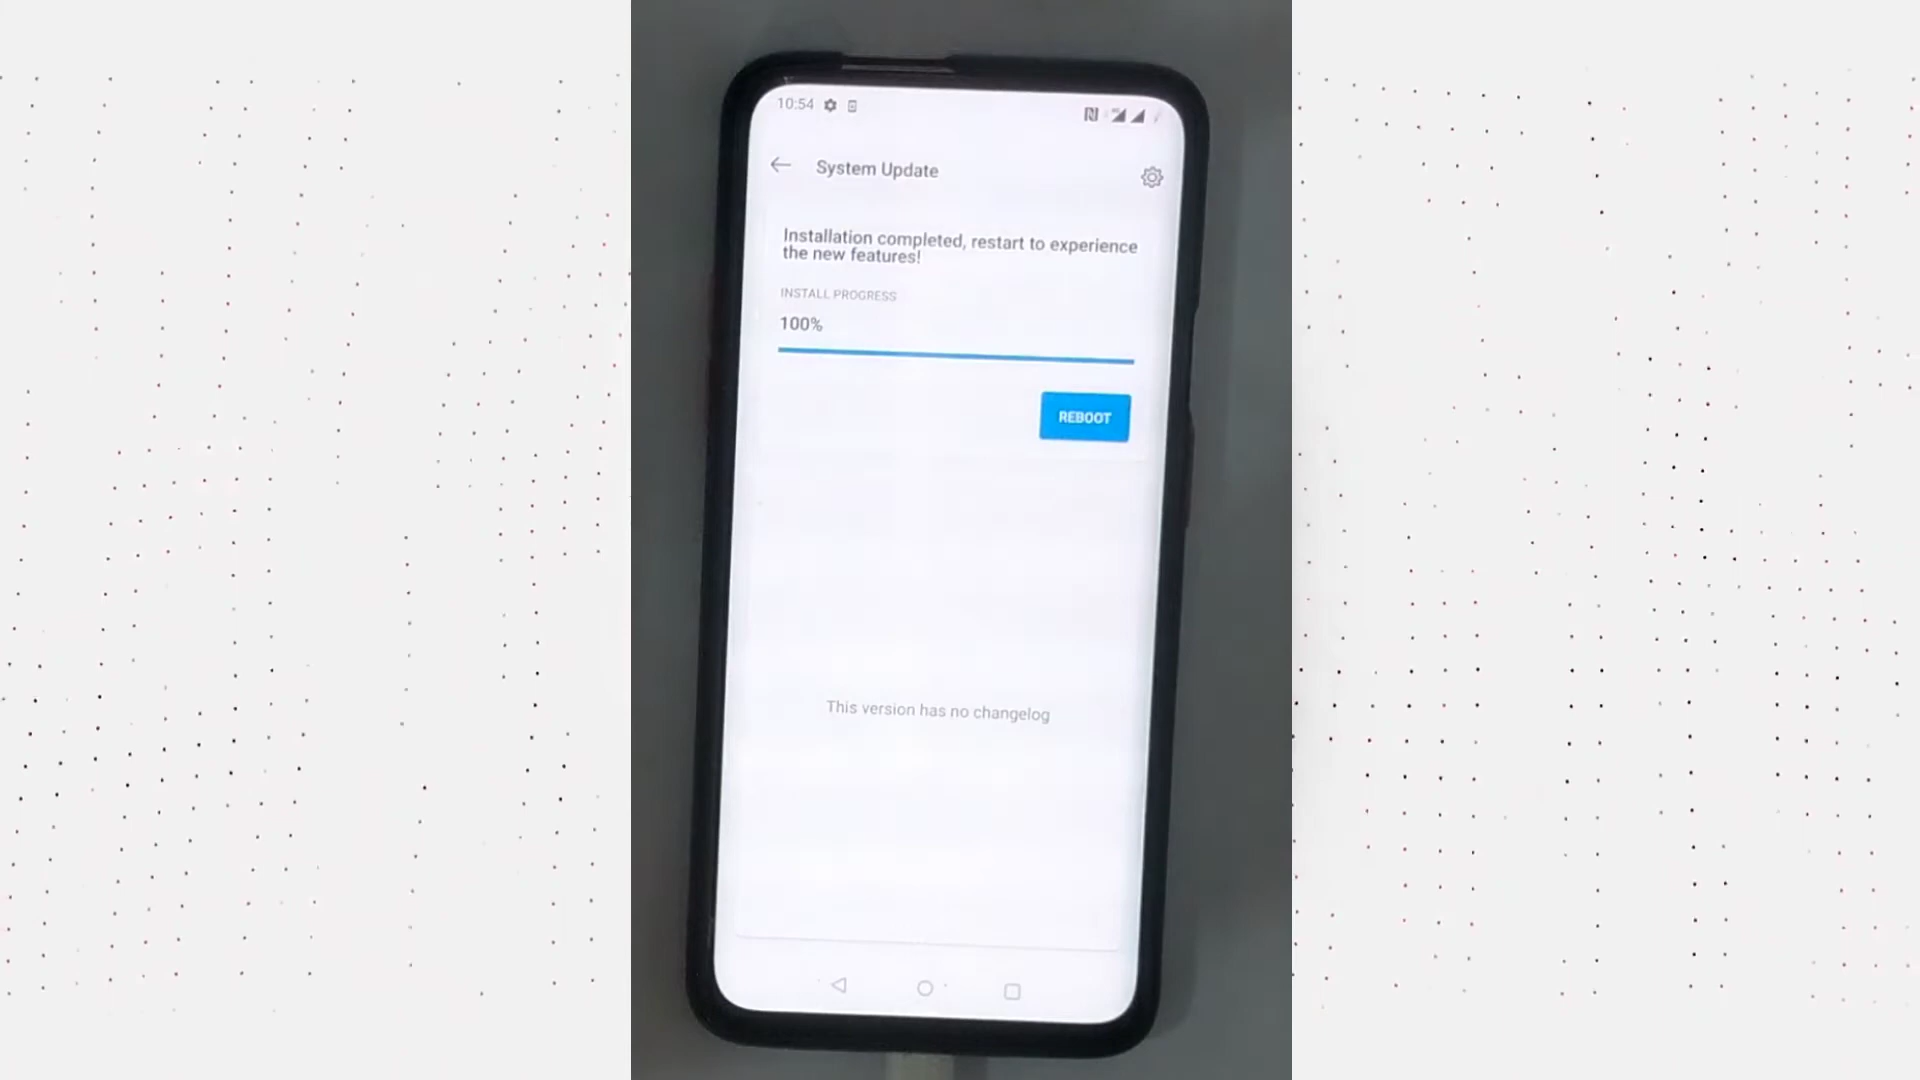 10:54
System Update
Installation completed, restart to experience
the new features!
INSTALL PROGRESS
100%
REBOOT
This version has no changelog